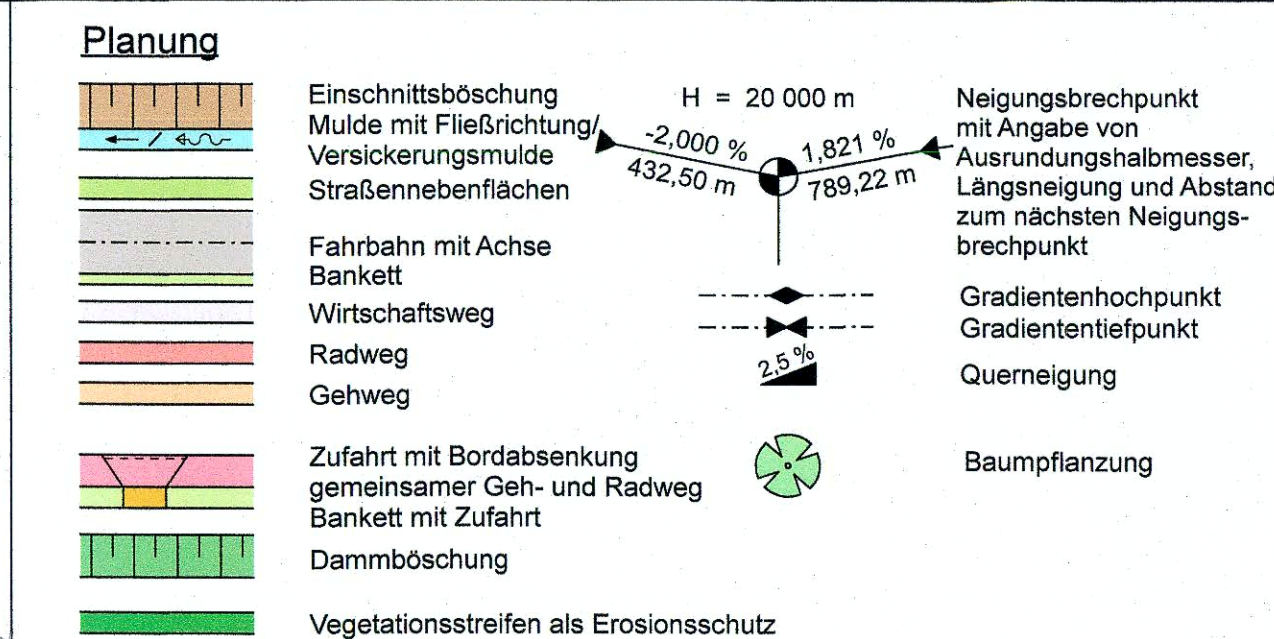 Planung
Einschnittsböschung
Mulde mit Fließrichtung/
Versickerungsmulde
Straßennebenflächen
Fahrbahn mit Achse
Bankett
Wirtschaftsweg
Radweg
Gehweg
Zufahrt mit Bordabsenkung
gemeinsamer Geh- und Radweg
Bankett mit Zufahrt
Dammböschung
Vegetationsstreifen als Erosionsschutz
H = 20 000 m
-2,000 %
432,50 m
1,821 %
789,22 m
Neigungsbrechpunkt
mit Angabe von
Ausrundungshalbmesser,
Längsneigung und Abstand
zum nächsten Neigungs-
brechpunkt
Gradientenhochpunkt
Gradiententiefpunkt
2,5 %
Querneigung
Baumpflanzung